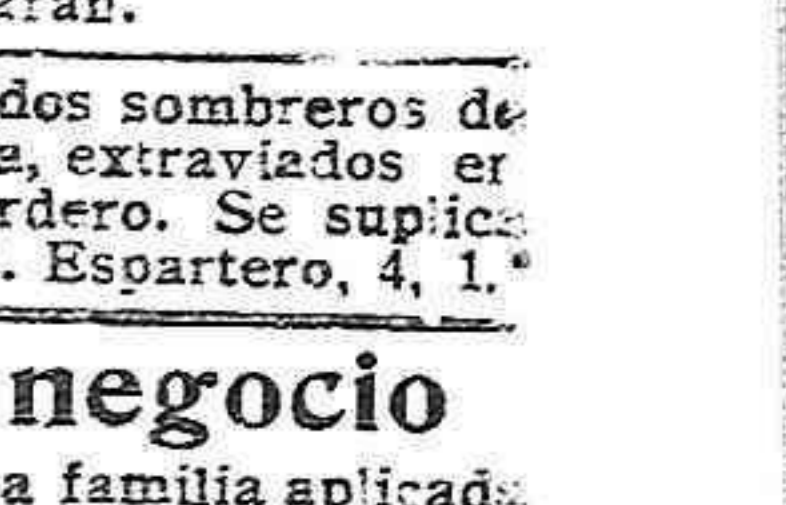 dos sombreros de
a, extraviados en
rdero. Se suplica
. Espartero, 4, 1.º
negocio
a familia aplicada